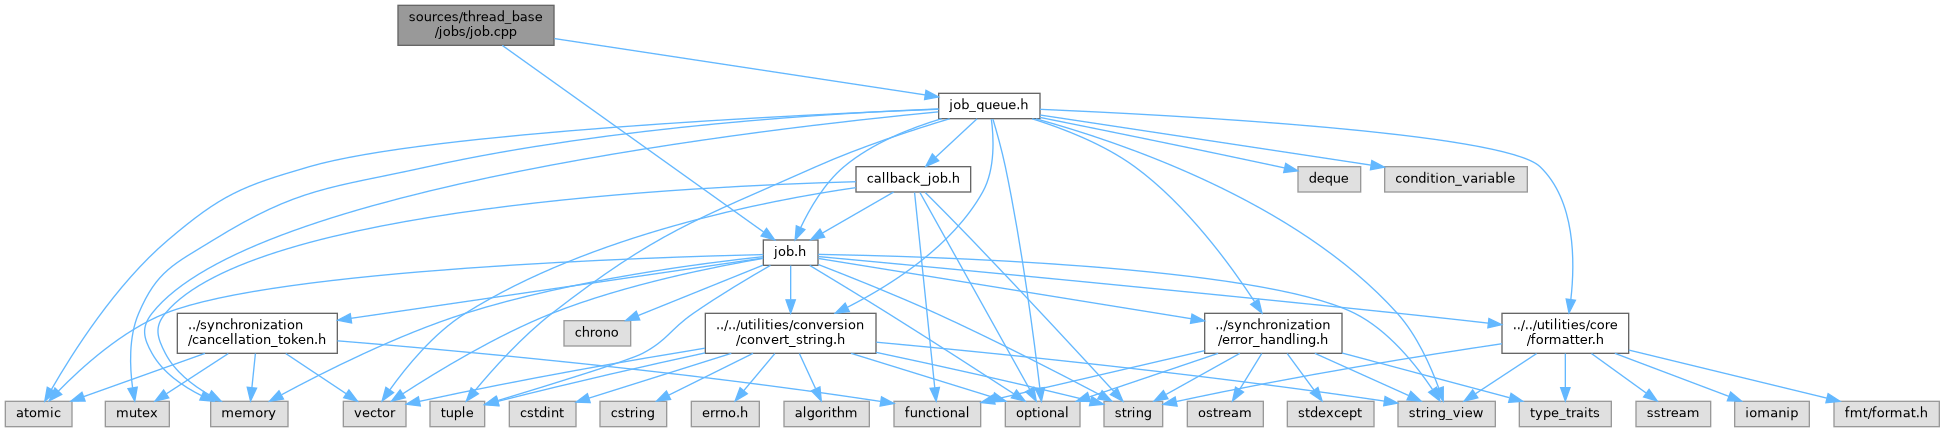 sources/thread_base
/jobs/job.cpp
job_queue.h
callback_job.h
deque
condition_variable
job.h
../synchronization
/cancellation_token.h
chrono
../../utilities/conversion
/convert_string.h
../synchronization
/error_handling.h
../../utilities/core
/formatter.h
atomic
mutex
memory
vector
tuple
cstdint
cstring
errno.h
algorithm
functional
optional
string
ostream
stdexcept
string_view
type_traits
sstream
iomanip
fmt/format.h